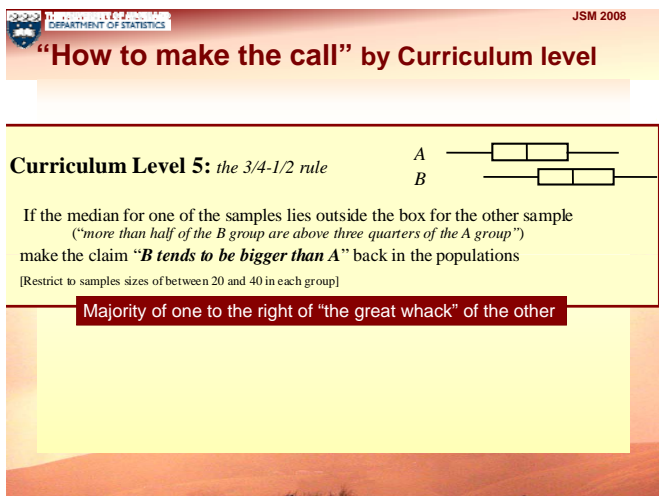 JSM 2008
DEPARTMENT OF STATISTICS
“How to make the call” by Curriculum level
A
Curriculum Level 5: the 3/4-1/2 rule
B
If the median for one of the samples lies outside the box for the other sample
(“more than half of the B group are above three quarters of the A group”)
make the claim “B tends to be bigger than A” back in the populations
[Restrict to samples sizes of between 20 and 40 in each group]
Majority of one to the right of “the great whack” of the other